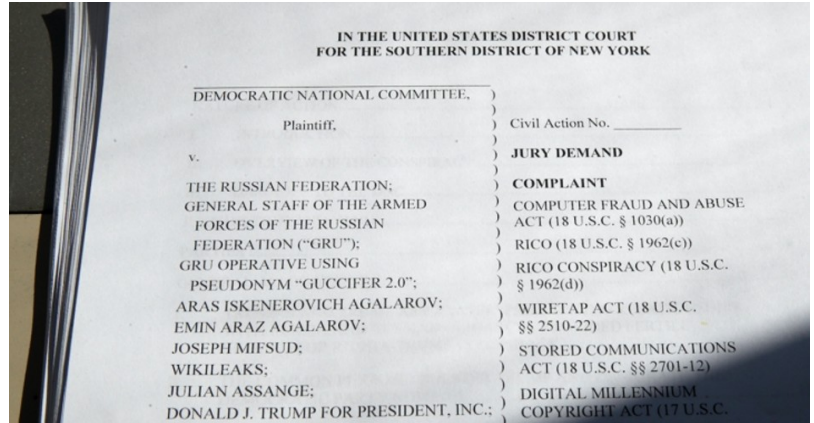 IN THE UNITED STATES DISTRICT COURT
FOR THE SOUTHERN DISTRICT OF NEW YORK
DEMOCRATIC NATIONAL COMMITTEE,
Plaintiff,
v.
THE RUSSIAN FEDERATION;
GENERAL STAFF OF THE ARMED
FORCES OF THE RUSSIAN
FEDERATION (“GRU”);
GRU OPERATIVE USING
PSEUDONYM “GUCCIFER 2.0”;
ARAS ISKENEROVICH AGALAROV;
EMIN ARAZ AGALAROV;
JOSEPH MIFSUD;
WIKILEAKS;
JULIAN ASSANGE;
DONALD J. TRUMP FOR PRESIDENT, INC.;
Civil Action No.
JURY DEMAND
COMPLAINT
COMPUTER FRAUD AND ABUSE
ACT (18 U.S.C. § 1030(a))
RICO (18 U.S.C. § 1962(c))
RICO CONSPIRACY (18 U.S.C.
§ 1962(d))
WIRETAP ACT (18 U.S.C.
§§ 2510-22)
STORED COMMUNICATIONS
ACT (18 U.S.C. §§ 2701-12)
DIGITAL MILLENNIUM
COPYRIGHT ACT (17 U.S.C.